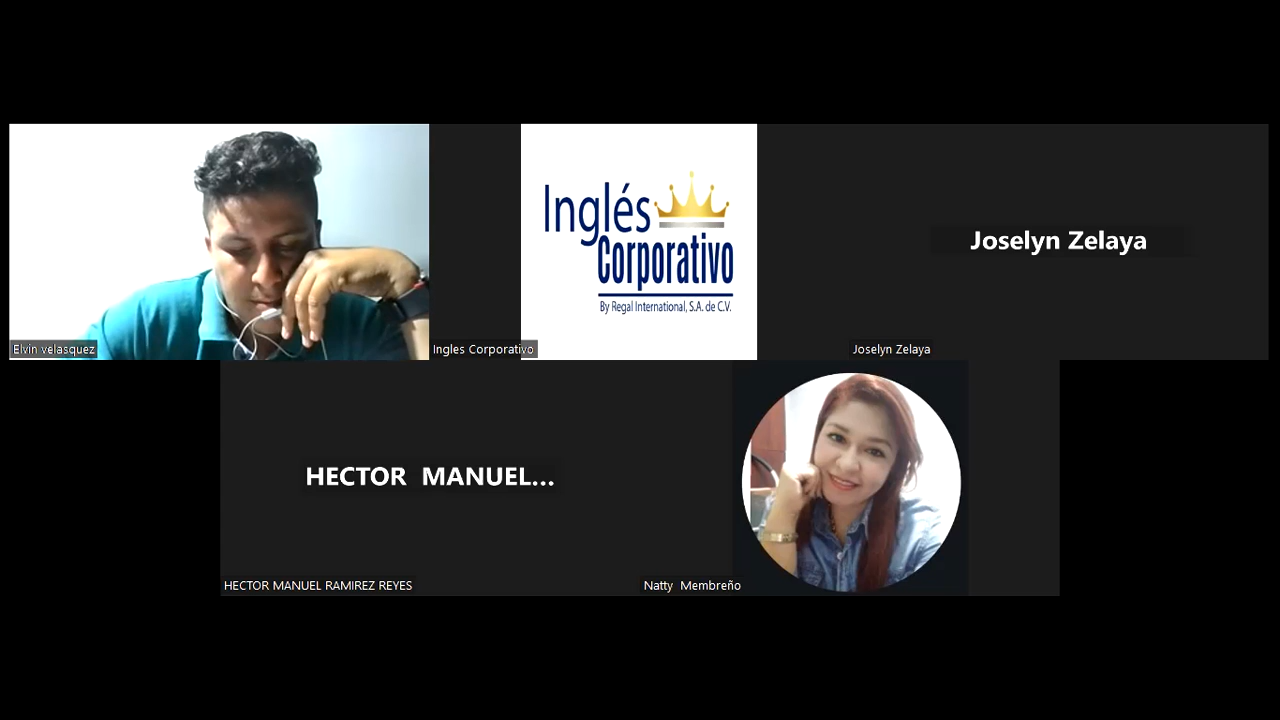 Inglés
Corporativo
By Regal International, S.A. de C.V.
Joselyn Zelaya
Elvin velasquez
Ingles Corporativo
Joselyn Zelaya
HECTOR MANUEL...
HECTOR MANUEL RAMIREZ REYES
Natty Membreño